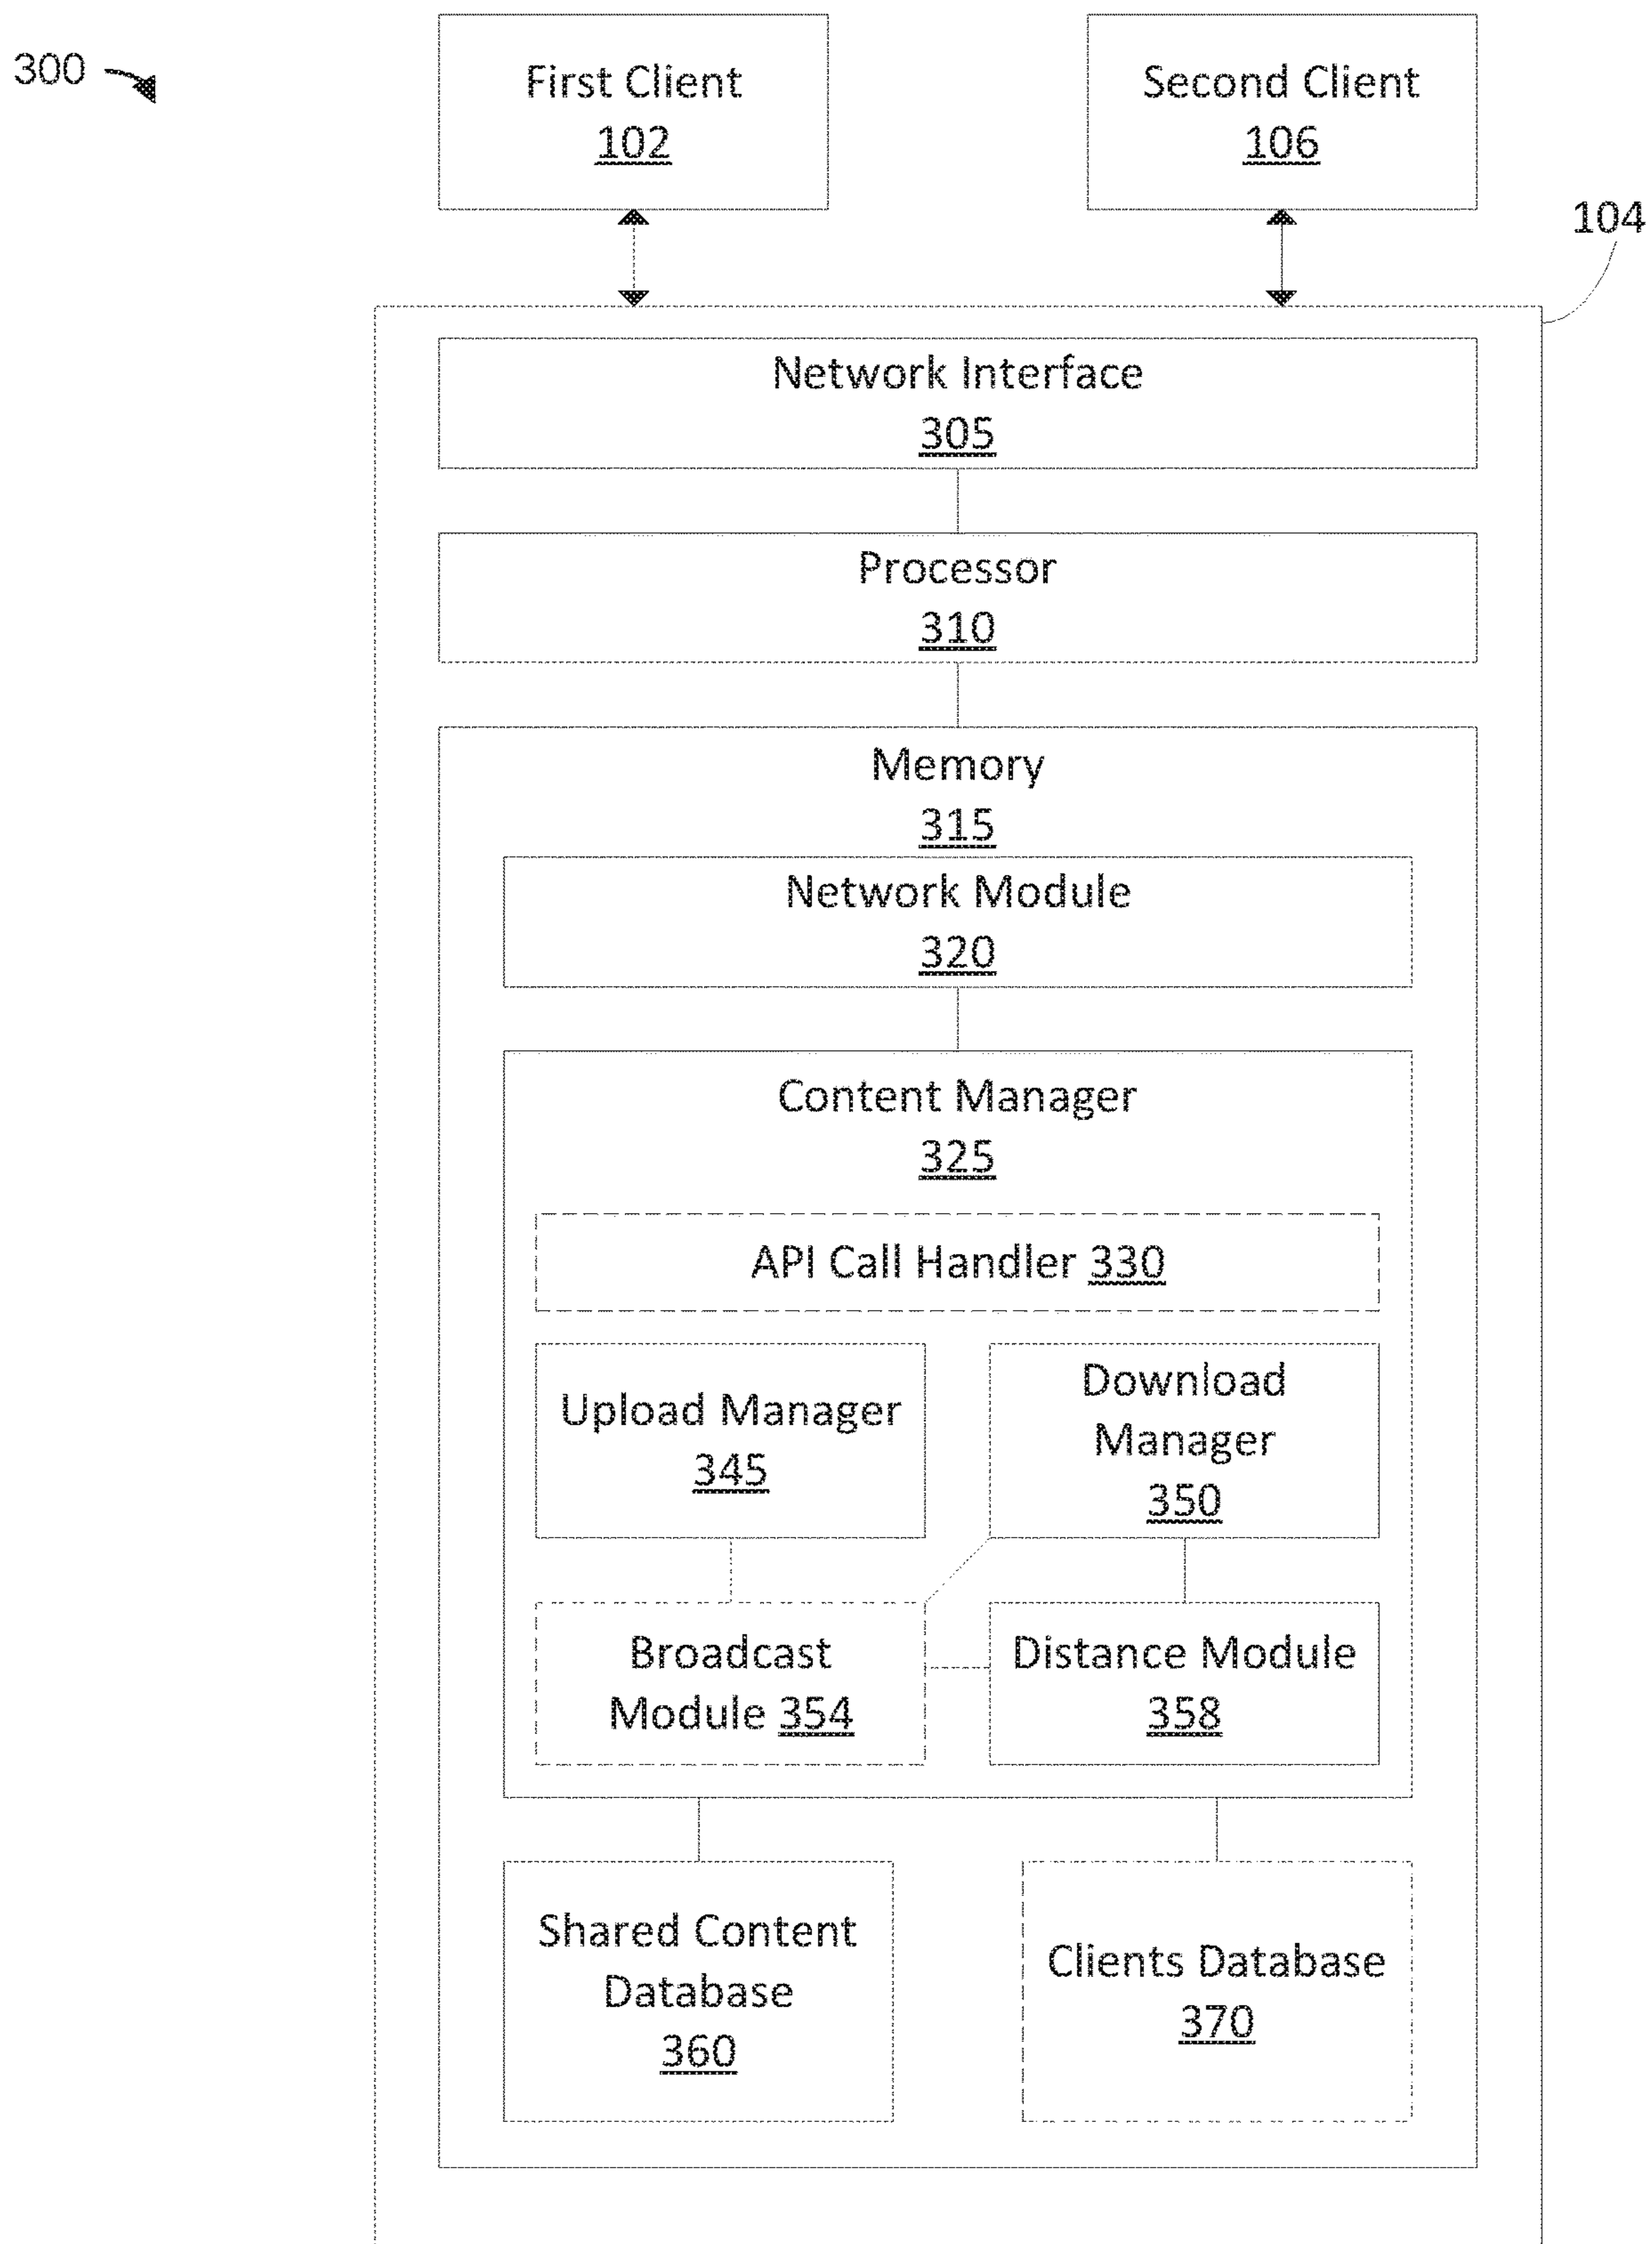 300
First Client
102
Second Client
106
104
Network Interface
305
Processor
310
Memory
315
Network Module
320
Content Manager
325
API Call Handler 330
Upload Manager
345
Download
Manager
350
Broadcast
Module 354
Distance Module
358
Shared Content
Database
360
Clients Database
370